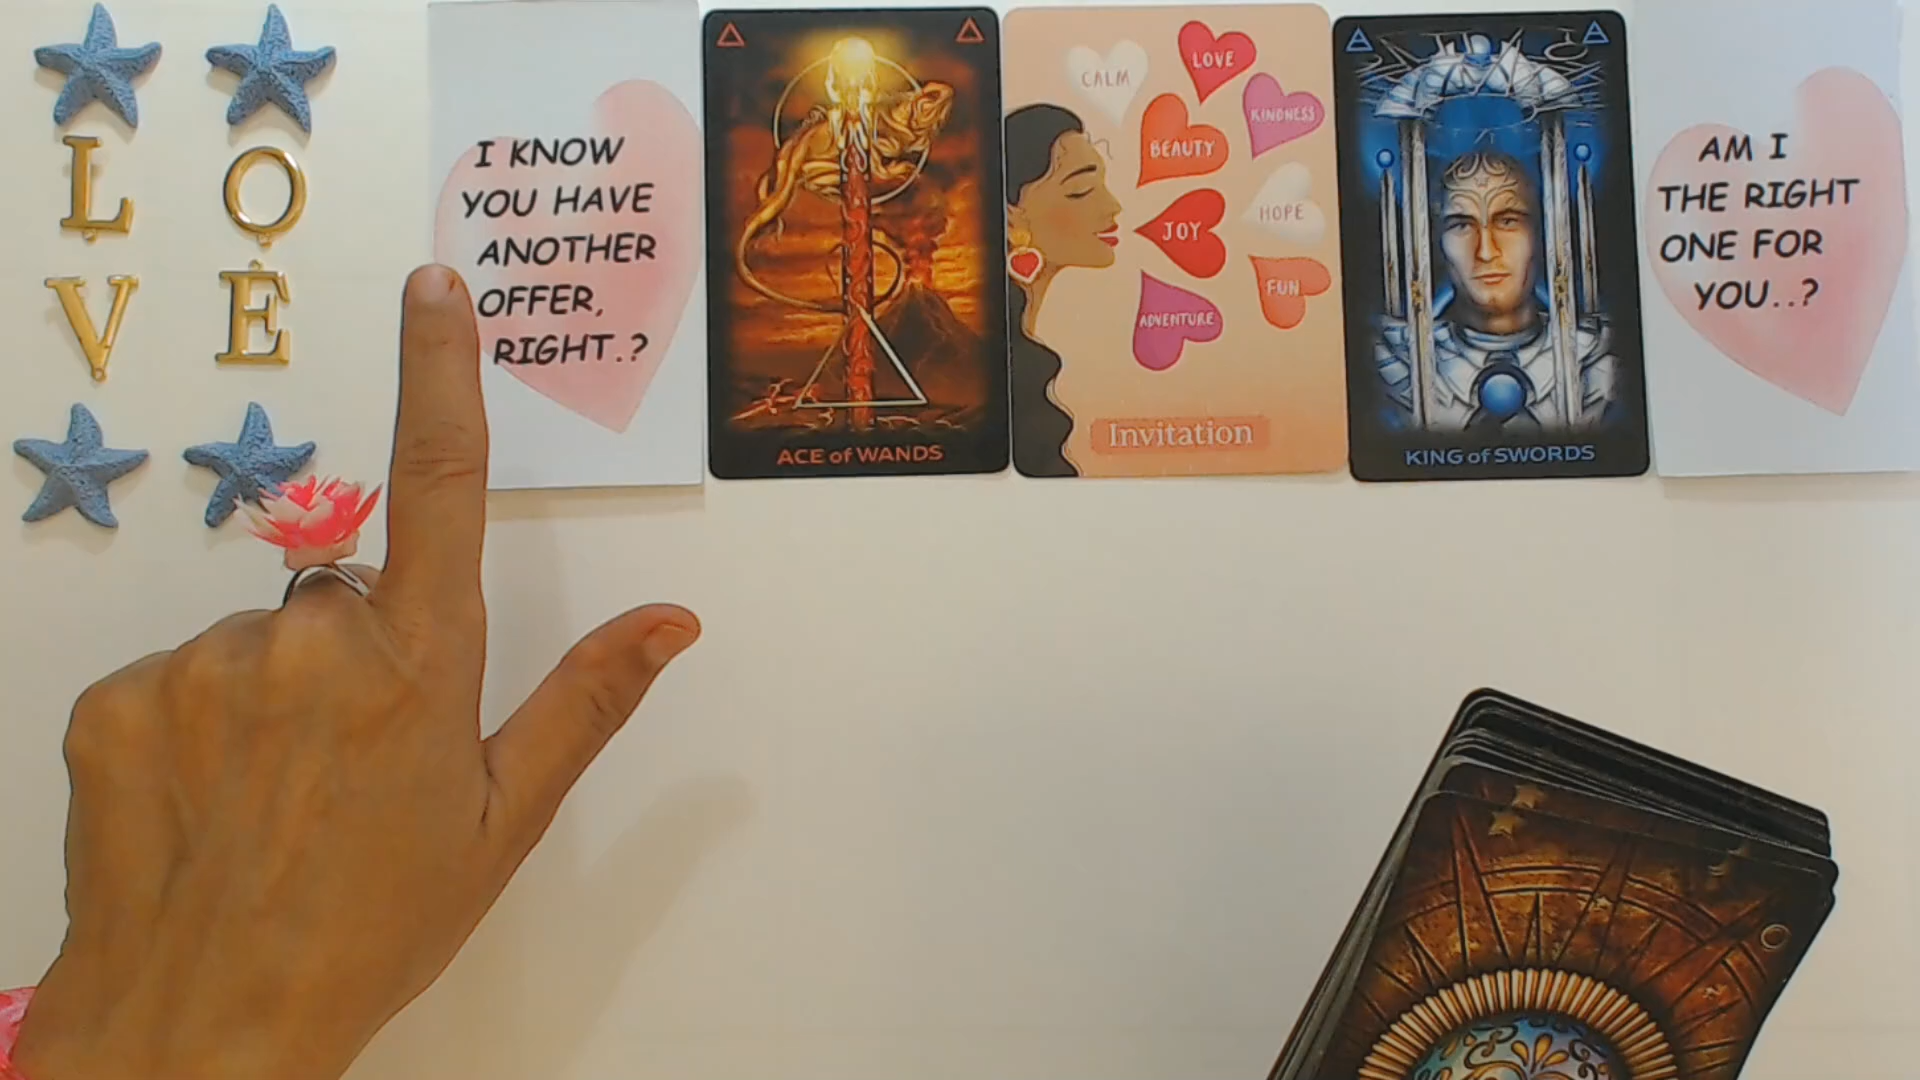 L O
V E
I KNOW
YOU HAVE
ANOTHER
OFFER,
RIGHT.?
ACE of WANDS
CALM
LOVE
KINDNESS
BEAUTY
JOY
HOPE
FUN
ADVENTURE
Invitation
KING of SWORDS
AM I
THE RIGHT
ONE FOR
YOU..?